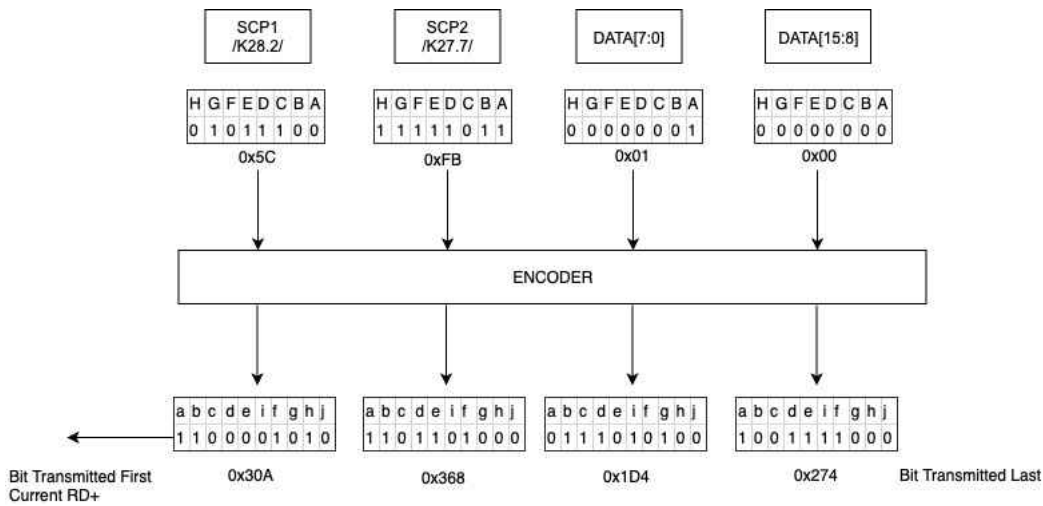 SCP1
/K28.2/
SCP2
/K27.7/
DATA[7:0]
DATA[15:8]
H G F E D C B A
0 1 0 1 1 1 0 0
0x5C
H G F E D C B A
1 1 1 1 1 0 1 1
0xFB
H G F E D C B A
0 0 0 0 0 0 0 1
0x01
H G F E D C B A
0 0 0 0 0 0 0 0
0x00
ENCODER
a b c d e i f g h j
1 1 0 0 0 0 1 0 1 0
0x30A
a b c d e i f g h j
1 1 0 1 1 0 1 0 0 0
0x368
a b c d e i f g h j
0 1 1 1 0 1 0 1 0 0
0x1D4
a b c d e i f g h j
1 0 0 1 1 1 1 0 0 0
0x274
Bit Transmitted First
Current RD+
Bit Transmitted Last